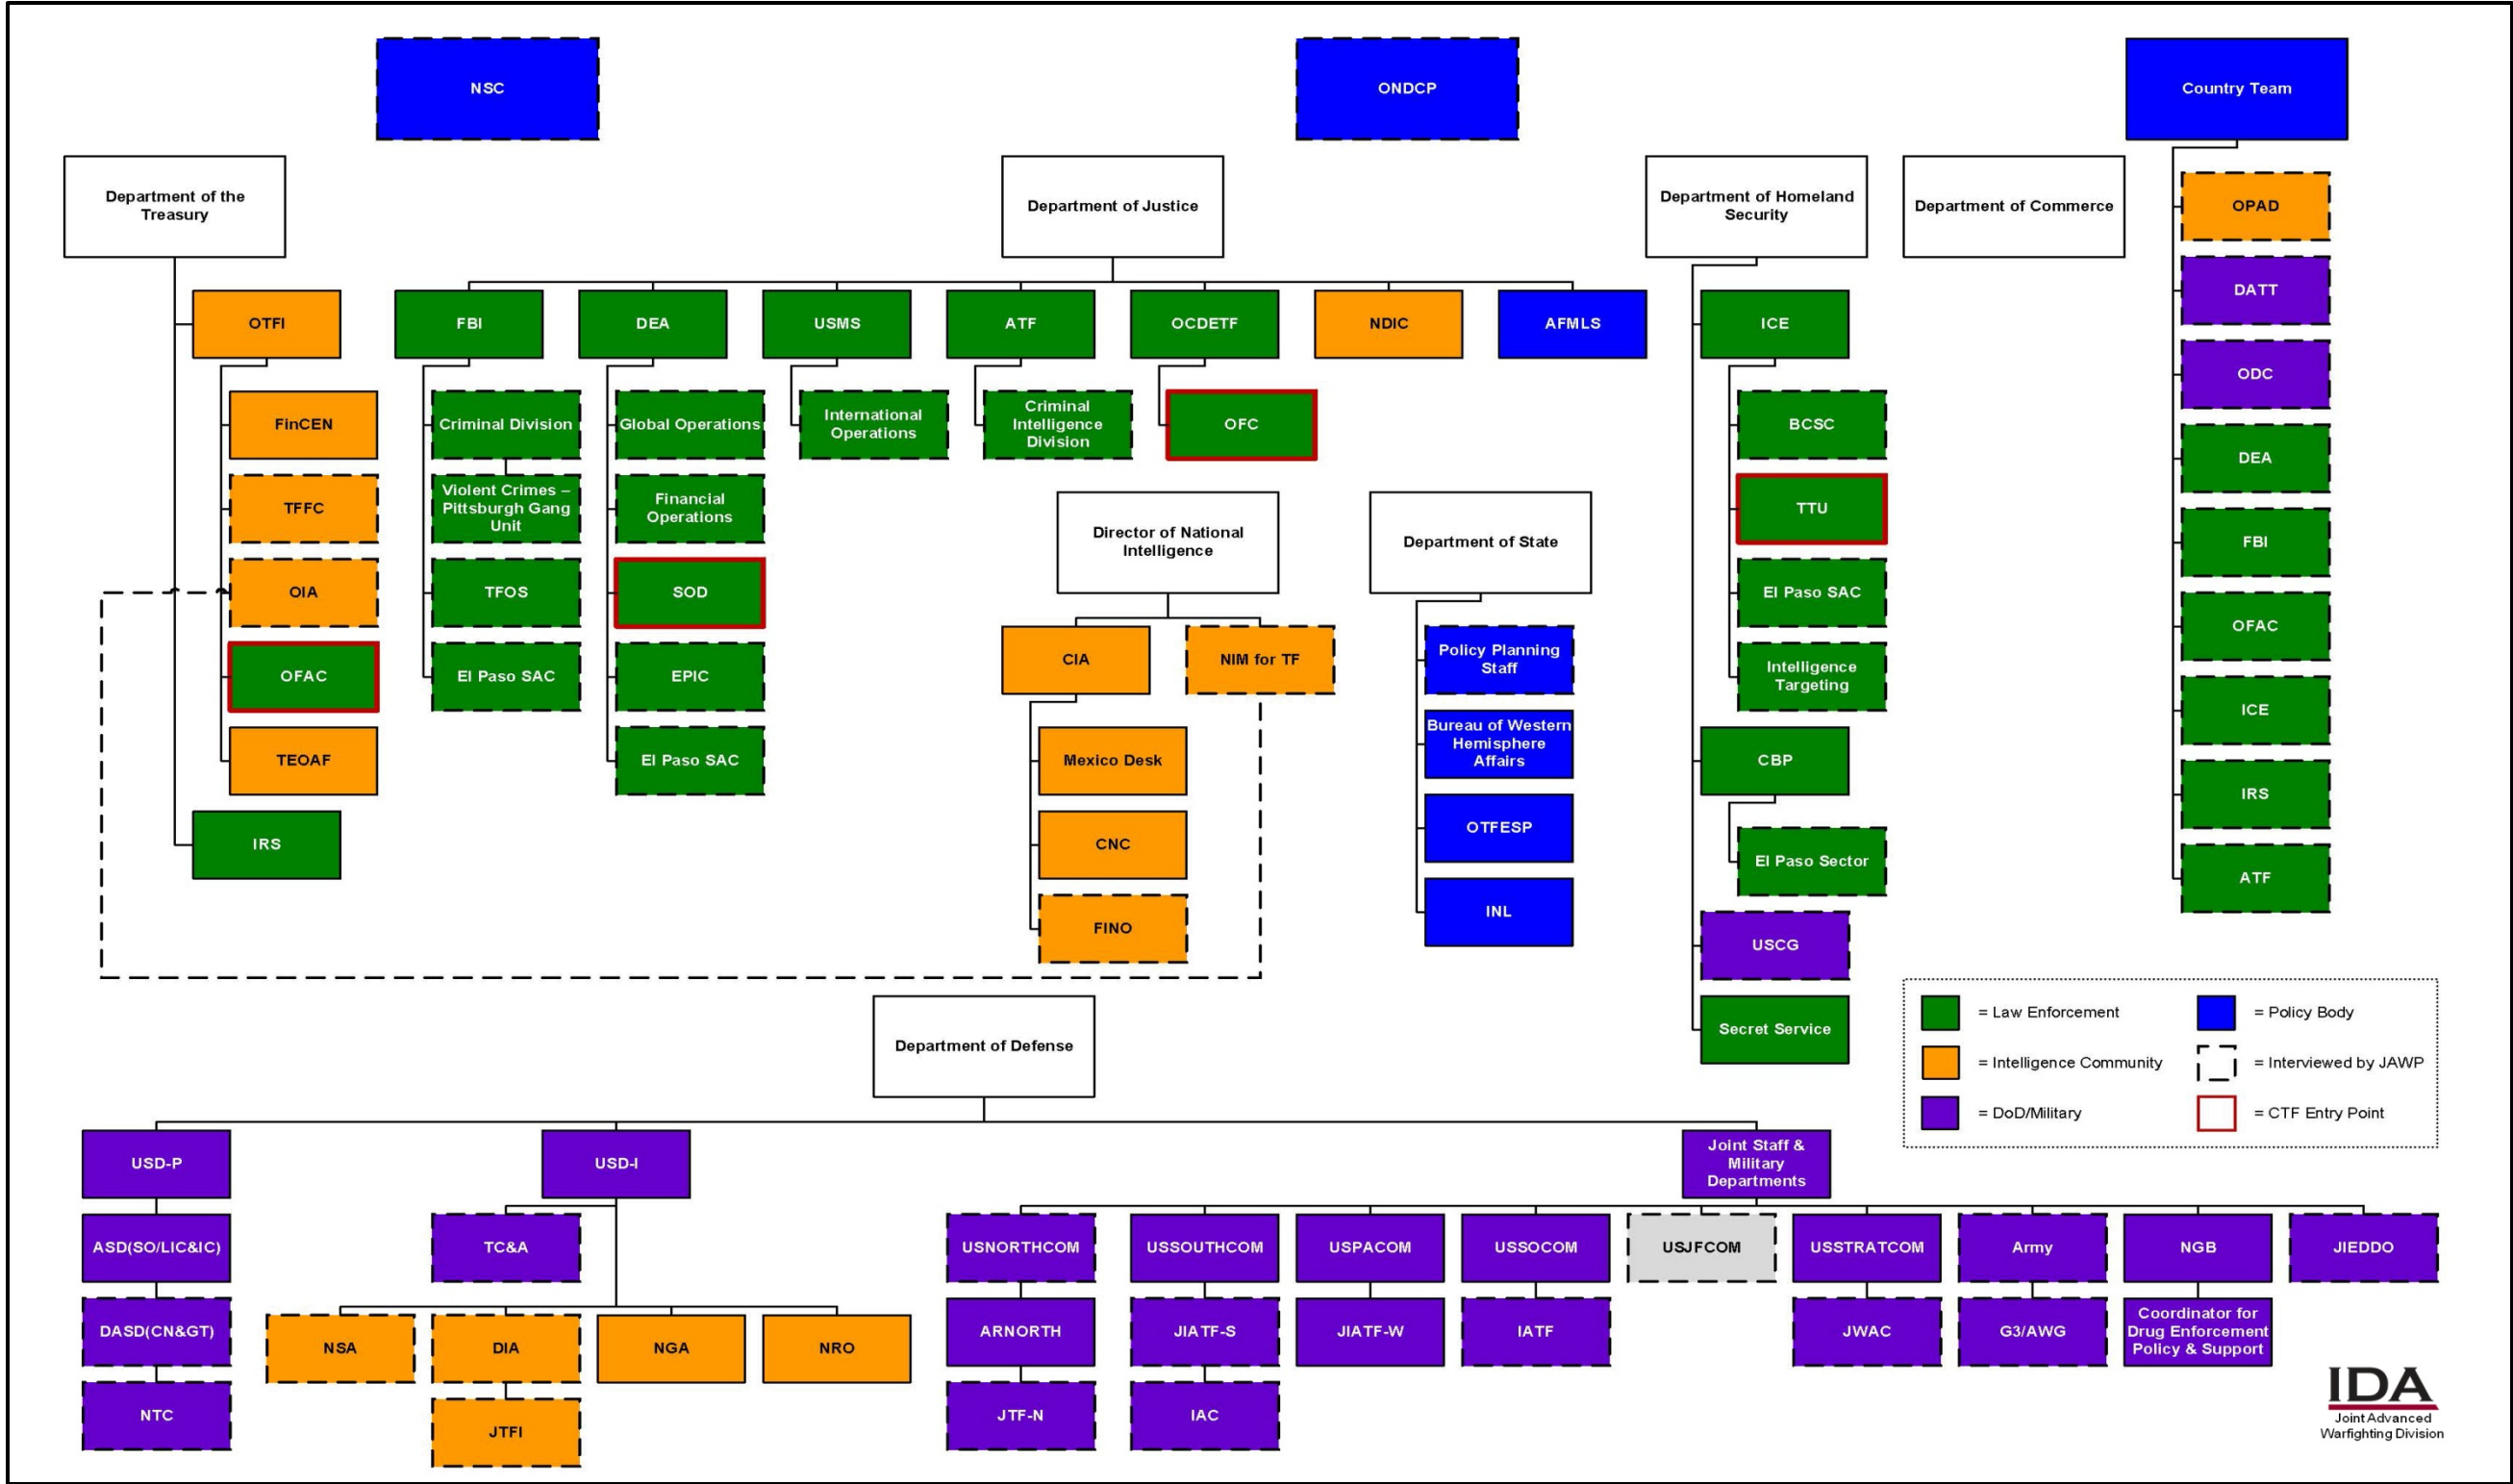 NSC
ONDCP
Country Team
Department of the
Treasury
Department of Justice
Department of Homeland
Security
Department of Commerce
OTFI
FinCEN
TFFC
OIA
OFAC
TEOAF
IRS
FBI
Criminal Division
Violent Crimes –
Pittsburgh Gang
Unit
TFOS
El Paso SAC
DEA
Global Operations
Financial
Operations
SOD
EPIC
El Paso SAC
USMS
International
Operations
ATF
Criminal
Intelligence
Division
OCDETF
OFC
NDIC
AFMLS
Director of National
Intelligence
CIA
Mexico Desk
CNC
FINO
NIM for TF
Department of State
Policy Planning
Staff
Bureau of Western
Hemisphere
Affairs
OTFESP
INL
ICE
BCSC
TTU
El Paso SAC
Intelligence
Targeting
CBP
El Paso Sector
USCG
Secret Service
OPAD
DATT
ODC
DEA
FBI
OFAC
ICE
IRS
ATF
= Law Enforcement
= Policy Body
= Intelligence Community
= Interviewed by JAWP
= DoD/Military
= CTF Entry Point
Department of Defense
USD-P
ASD(SO/LIC&IC)
DASD(CN&GT)
NTC
USD-I
TC&A
NSA
DIA
NGA
NRO
JTFI
Joint Staff &
Military
Departments
USNORTHCOM
USSOUTHCOM
USPACOM
USSOCOM
USJFCOM
USSTRATCOM
Army
NGB
JIEDDO
ARNORTH
JIATF-S
JIATF-W
IATF
JWAC
G3/AWG
Coordinator for
Drug Enforcement
Policy & Support
JTF-N
IAC
IDA
Joint Advanced
Warfighting Division